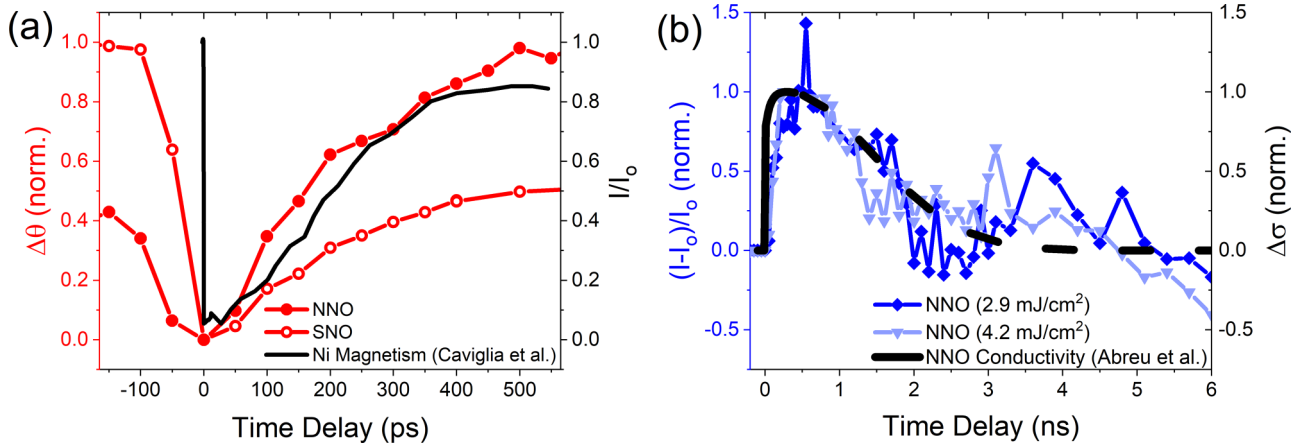 (a)
Δθ (norm.)
1.0
0.8
0.6
0.4
0.2
0.0
1.0
0.8
0.6
0.4
0.2
0.0
I/Io
NNO
SNO
Ni Magnetism (Caviglia et al.)
-100 0 100 200 300 400 500
Time Delay (ps)
(b)
(I-Io)/Io (norm.)
1.5
1.0
0.5
0.0
-0.5
1.5
1.0
0.5
0.0
-0.5
Δσ (norm.)
NNO (2.9 mJ/cm²)
NNO (4.2 mJ/cm²)
NNO Conductivity (Abreu et al.)
0 1 2 3 4 5 6
Time Delay (ns)